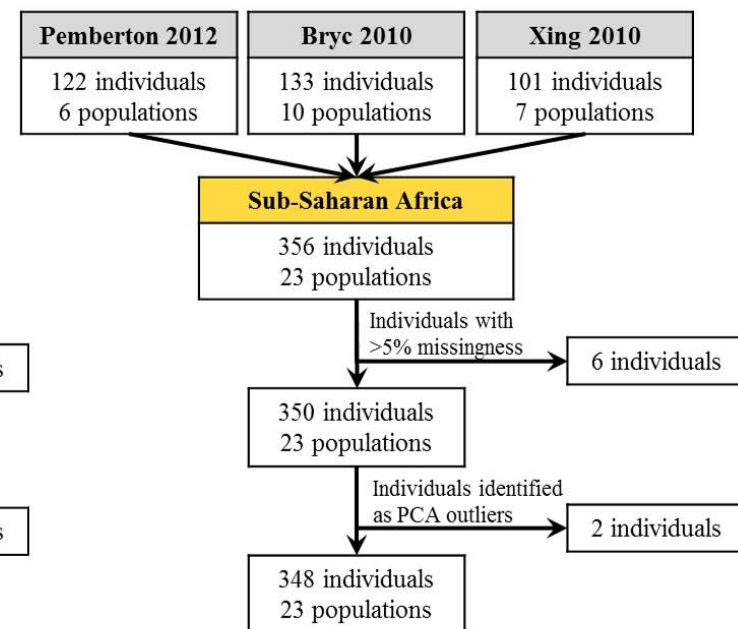 Pemberton 2012
122 individuals
6 populations
Bryc 2010
133 individuals
10 populations
Xing 2010
101 individuals
7 populations
Sub-Saharan Africa
356 individuals
23 populations
Individuals with
>5% missingness
6 individuals
s
350 individuals
23 populations
Individuals identified
as PCA outliers
2 individuals
s
348 individuals
23 populations